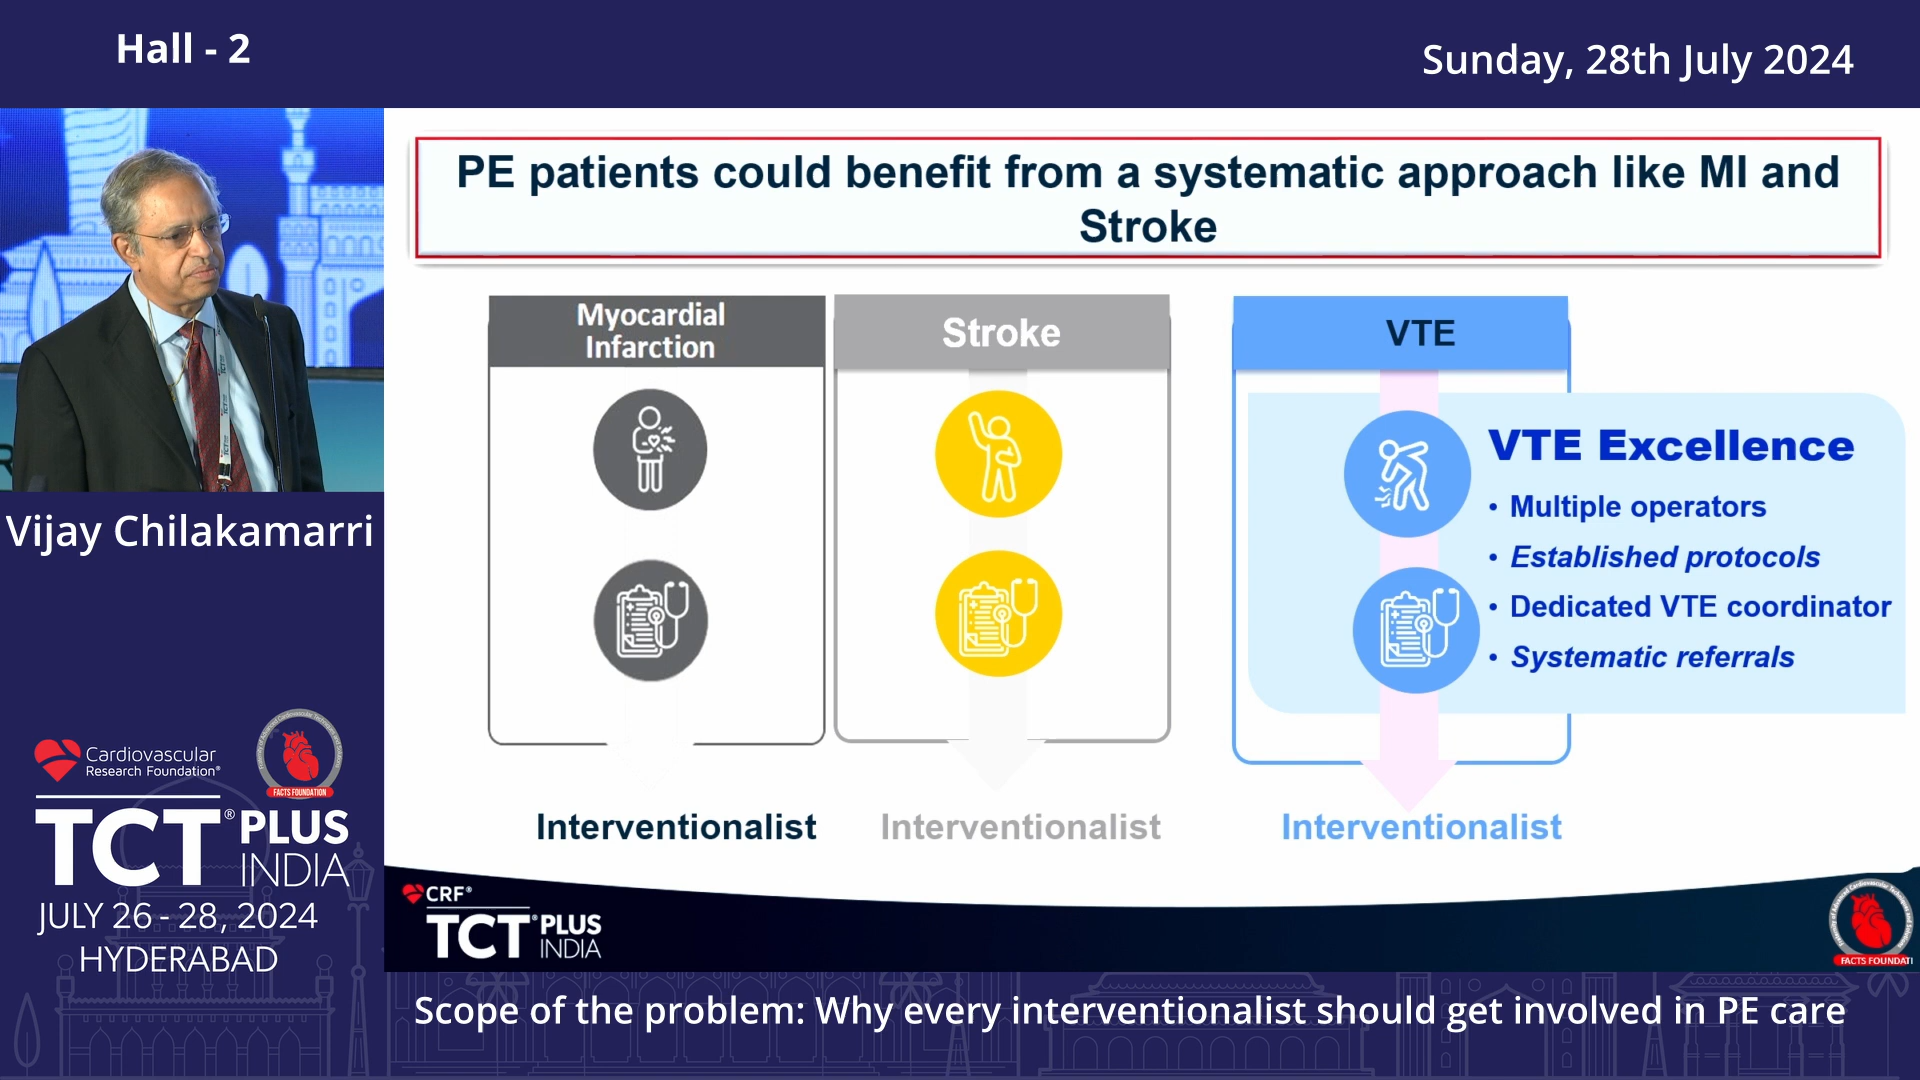 Hall - 2
Sunday, 28th July 2024
PE patients could benefit from a systematic approach like MI and
Stroke
Myocardial
Infarction
Stroke
VTE
VTE Excellence
• Multiple operators
• Established protocols
• Dedicated VTE coordinator
• Systematic referrals
Interventionalist
Interventionalist
Interventionalist
Vijay Chilakamarri
Cardiovascular
Research Foundation®
FACTS FOUNDATION
TCT® PLUS
INDIA
JULY 26 - 28, 2024
HYDERABAD
CRF®
TCT® PLUS
INDIA
FACTS FOUNDATI
Scope of the problem: Why every interventionalist should get involved in PE care